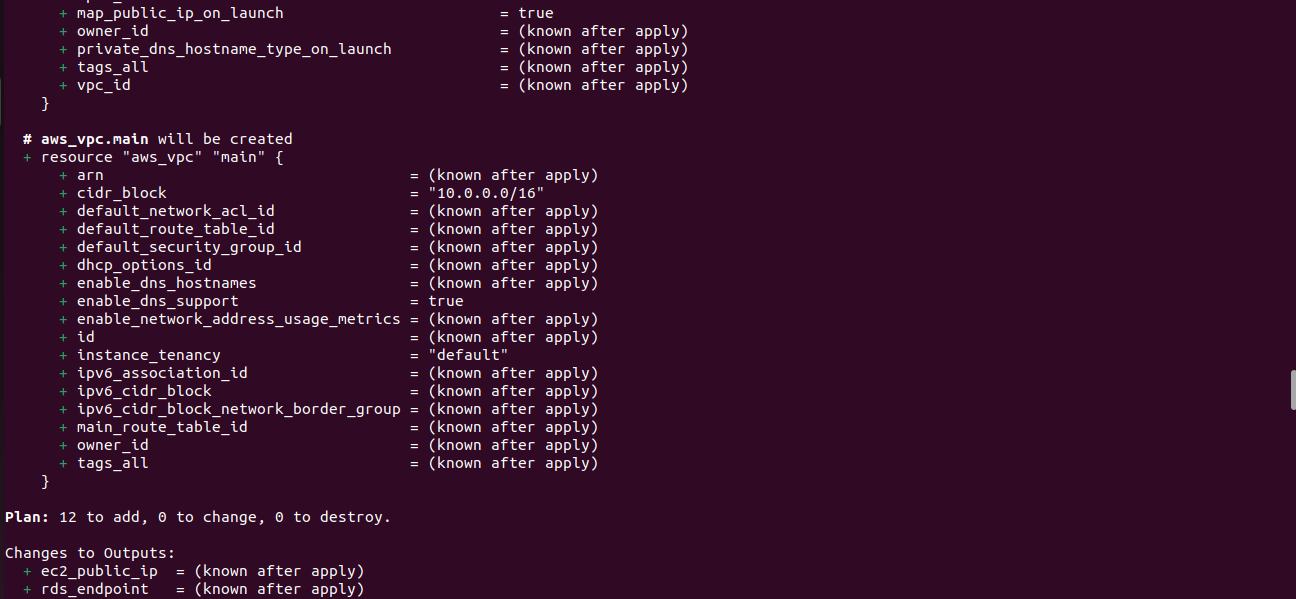 + map_public_ip_on_launch                        = true
+ owner_id                                       = (known after apply)
+ private_dns_hostname_type_on_launch            = (known after apply)
+ tags_all                                       = (known after apply)
+ vpc_id                                         = (known after apply)
}
# aws_vpc.main will be created
+ resource "aws_vpc" "main" {
+ arn                                  = (known after apply)
+ cidr_block                           = "10.0.0.0/16"
+ default_network_acl_id               = (known after apply)
+ default_route_table_id               = (known after apply)
+ default_security_group_id            = (known after apply)
+ dhcp_options_id                      = (known after apply)
+ enable_dns_hostnames                 = (known after apply)
+ enable_dns_support                   = true
+ enable_network_address_usage_metrics = (known after apply)
+ id                                   = (known after apply)
+ instance_tenancy                     = "default"
+ ipv6_association_id                  = (known after apply)
+ ipv6_cidr_block                      = (known after apply)
+ ipv6_cidr_block_network_border_group = (known after apply)
+ main_route_table_id                  = (known after apply)
+ owner_id                             = (known after apply)
+ tags_all                             = (known after apply)
}
Plan: 12 to add, 0 to change, 0 to destroy.
Changes to Outputs:
+ ec2_public_ip  = (known after apply)
+ rds_endpoint   = (known after apply)